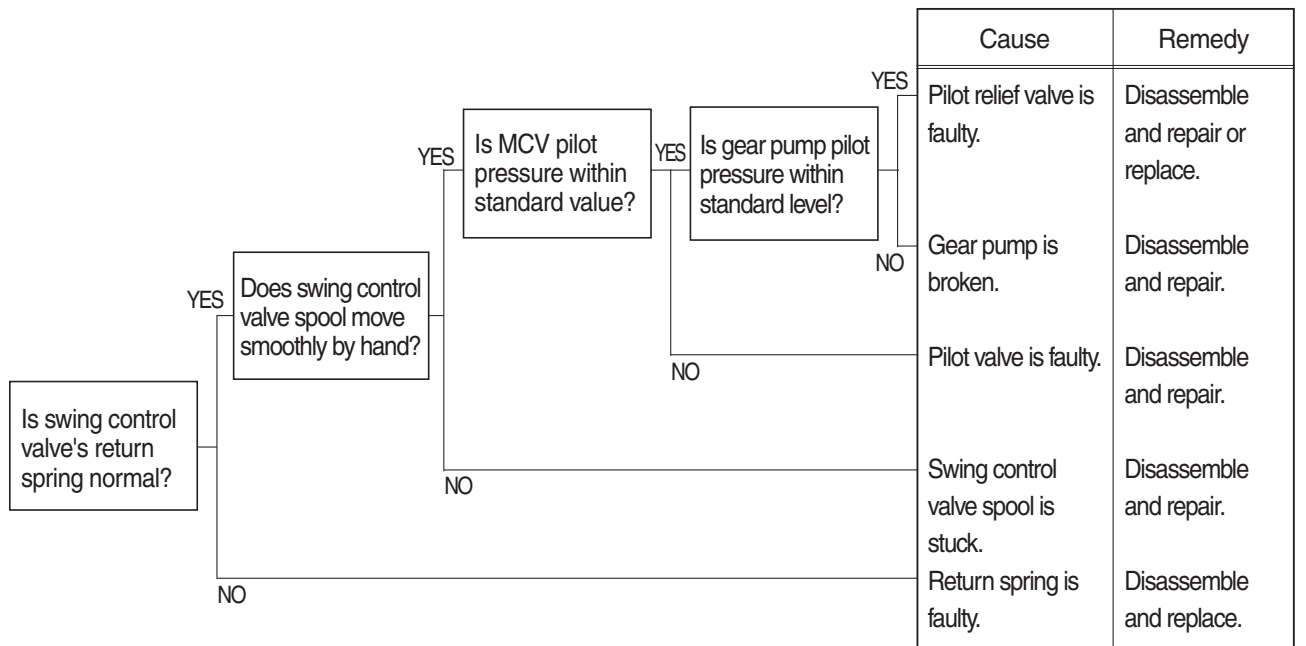 Cause
Remedy
YES
Pilot relief valve is
faulty.
Disassemble
and repair or
replace.
YES
Is MCV pilot
pressure within
standard value?
YES
Is gear pump pilot
pressure within
standard level?
NO
Gear pump is
broken.
Disassemble
and repair.
YES
Does swing control
valve spool move
smoothly by hand?
NO
Pilot valve is faulty.
Disassemble
and repair.
Is swing control
valve's return
spring normal?
NO
Swing control
valve spool is
stuck.
Disassemble
and repair.
NO
Return spring is
faulty.
Disassemble
and replace.